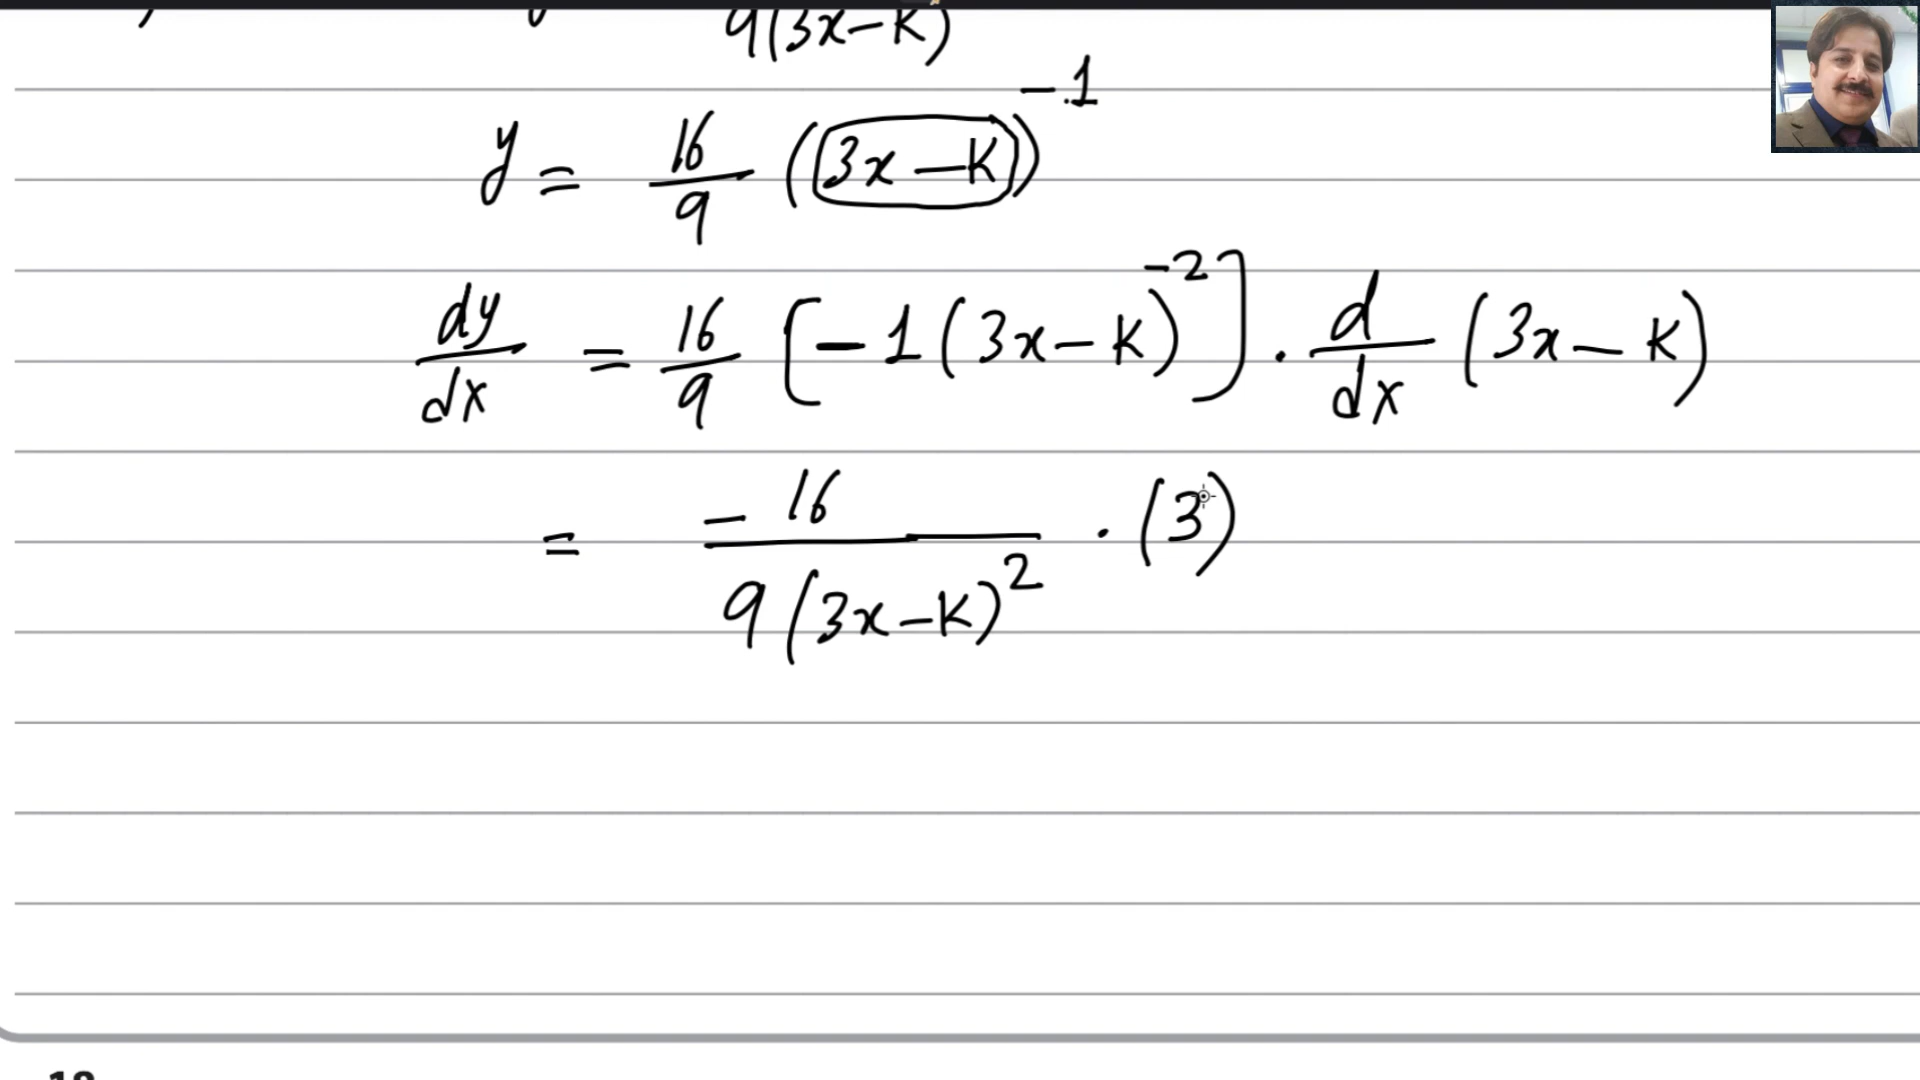 9(3x-k)
y = 16/9 ((3x-k))^-1
dy/dx = 16/9 [-1(3x-k)^-2] . d/dx (3x-k)
= -16/9(3x-k)^2 . (3)